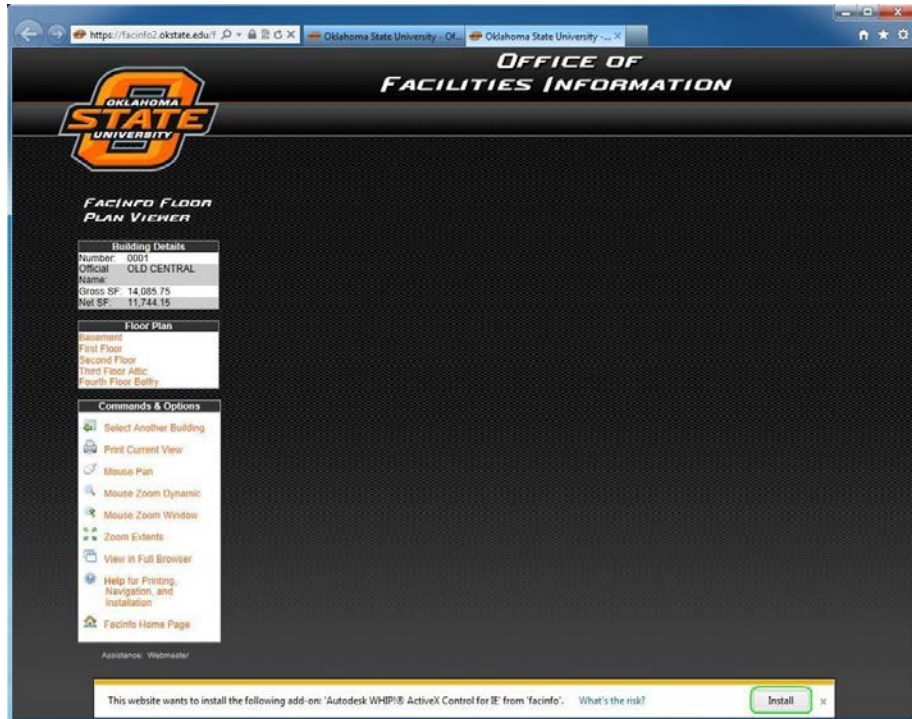 https://facinfo2.okstate.edu/f
Oklahoma State University - Of...
Oklahoma State University -...
OFFICE OF
FACILITIES INFORMATION
OKLAHOMA
STATE
UNIVERSITY
FACINFO FLOOR
PLAN VIEWER
Building Details
Number: 0001
Official OLD CENTRAL
Name:
Gross SF: 14,085.75
Net SF: 11,744.15
Floor Plan
Basement
First Floor
Second Floor
Third Floor Attic
Fourth Floor Belfry
Commands & Options
Select Another Building
Print Current View
Mouse Pan
Mouse Zoom Dynamic
Mouse Zoom Window
Zoom Extents
View in Full Browser
Help for Printing,
Navigation, and
Installation
FacInfo Home Page
Assistance: Webmaster
This website wants to install the following add-on: 'Autodesk WHIP!® ActiveX Control for IE' from 'facinfo'. What's the risk? Install